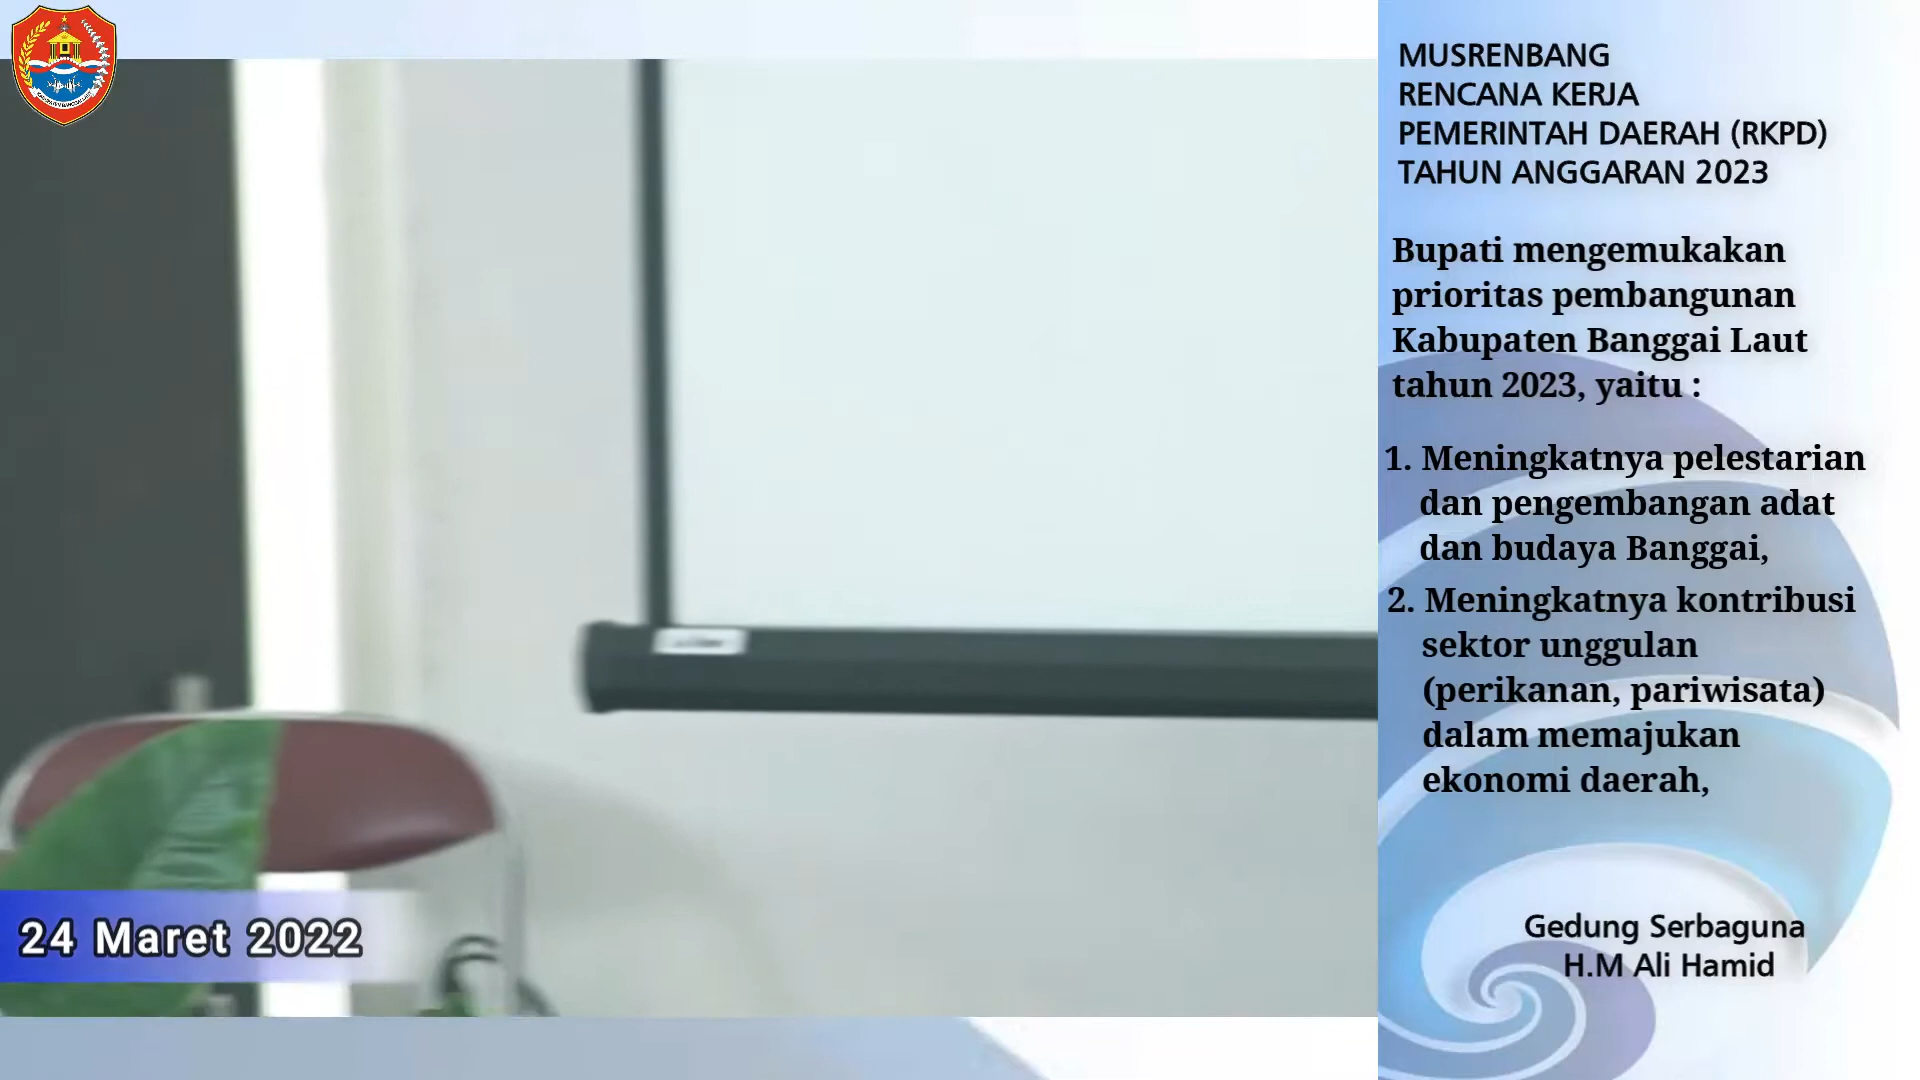 MUSRENBANG
RENCANA KERJA
PEMERINTAH DAERAH (RKPD)
TAHUN ANGGARAN 2023
Bupati mengemukakan
prioritas pembangunan
Kabupaten Banggai Laut
tahun 2023, yaitu :
1. Meningkatnya pelestarian
dan pengembangan adat
dan budaya Banggai,
2. Meningkatnya kontribusi
sektor unggulan
(perikanan, pariwisata)
dalam memajukan
ekonomi daerah,
Gedung Serbaguna
H.M Ali Hamid
24 Maret 2022